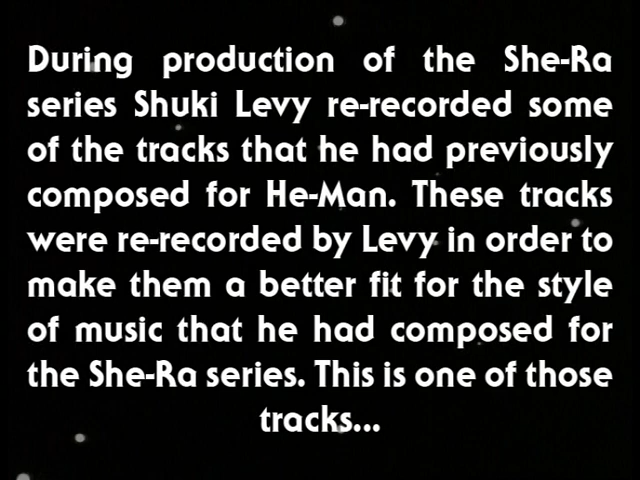 During production of the She-Ra
series Shuki Levy re-recorded some
of the tracks that he had previously
composed for He-Man. These tracks
were re-recorded by Levy in order to
make them a better fit for the style
of music that he had composed for
the She-Ra series. This is one of those
tracks...